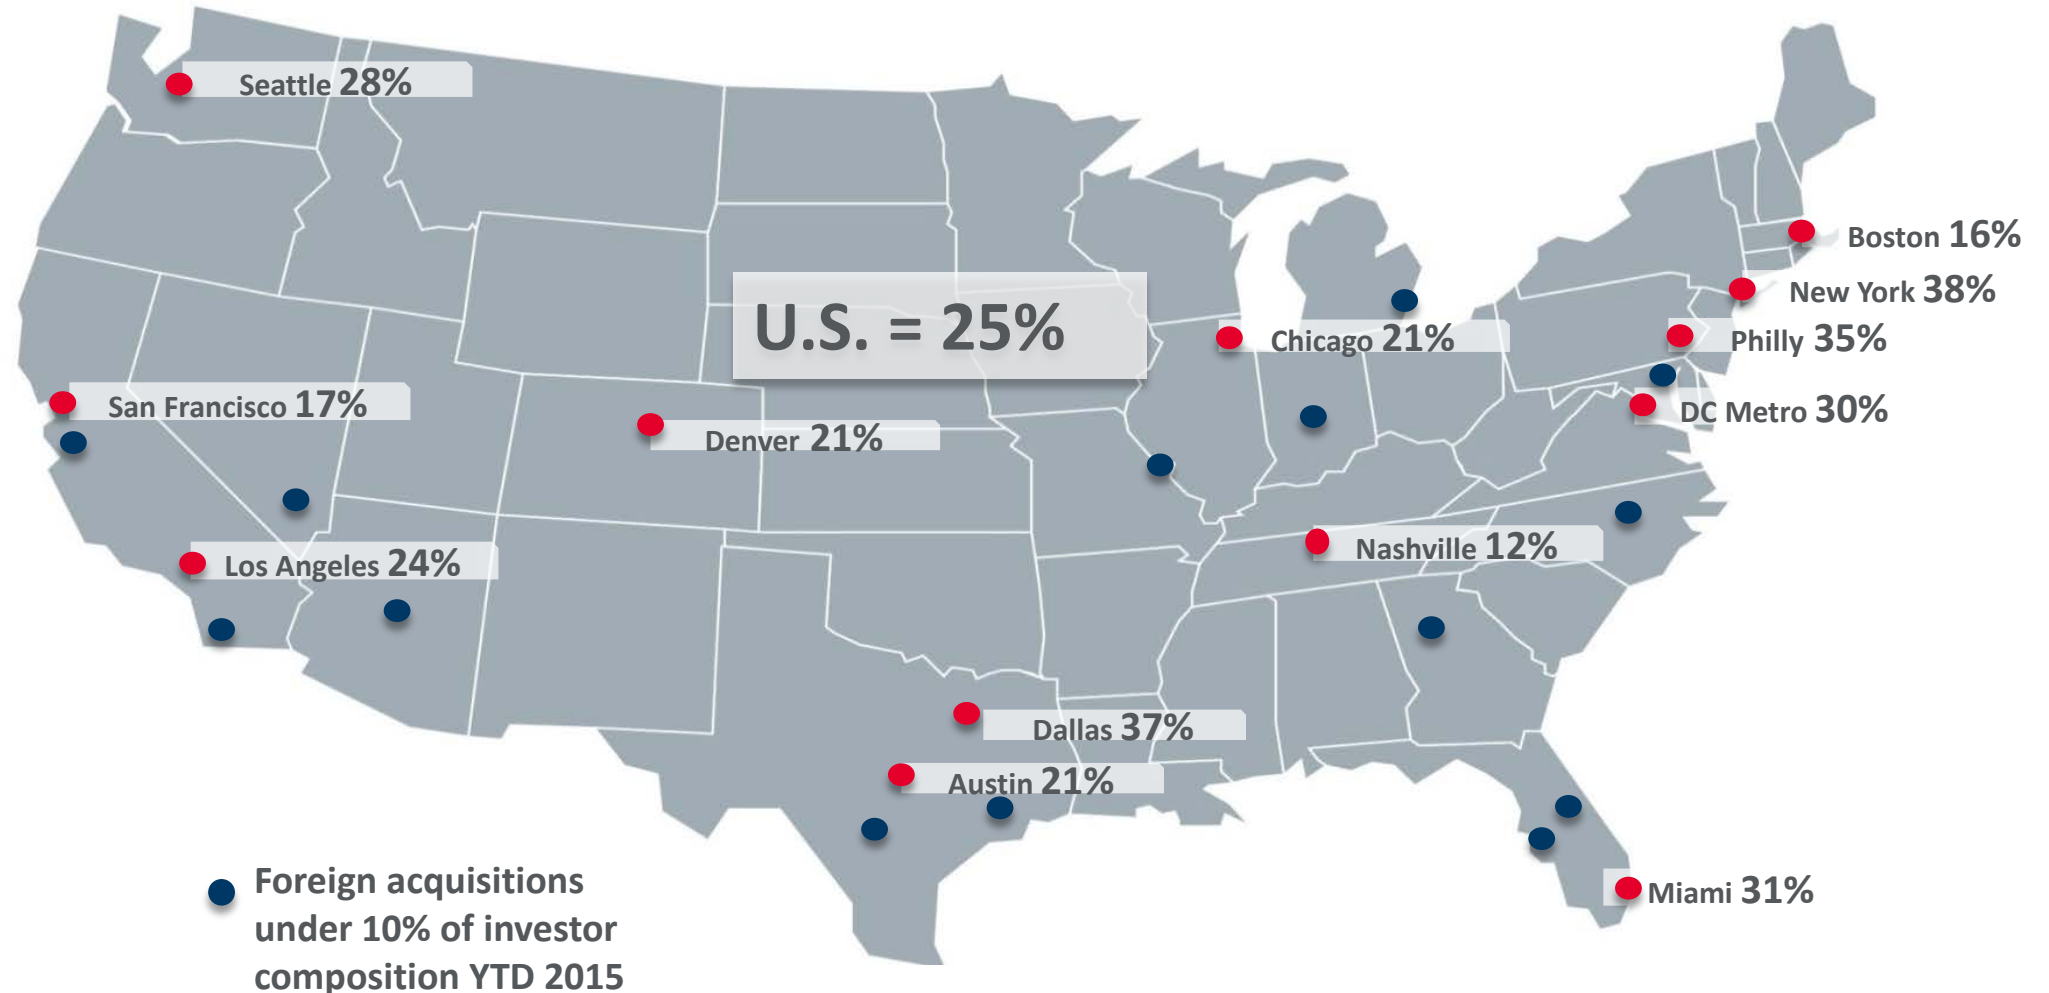 Seattle 28%
Boston 16%
New York 38%
U.S. = 25%
Chicago 21%
Philly 35%
San Francisco 17%
DC Metro 30%
Denver 21%
Nashville 12%
Los Angeles 24%
Dallas 37%
Austin 21%
Miami 31%
Foreign acquisitions
under 10% of investor
composition YTD 2015